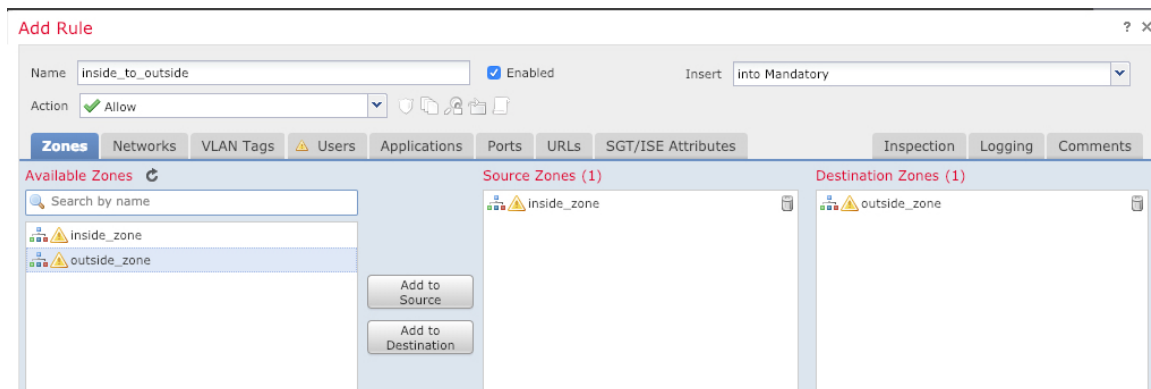 Add Rule
?
Name inside_to_outside Enabled Insert into Mandatory
Action Allow
Zones Networks VLAN Tags Users Applications Ports URLs SGT/ISE Attributes Inspection Logging Comments
Available Zones Source Zones (1) Destination Zones (1)
Search by name inside_zone outside_zone
inside_zone
outside_zone
Add to
Source
Add to
Destination